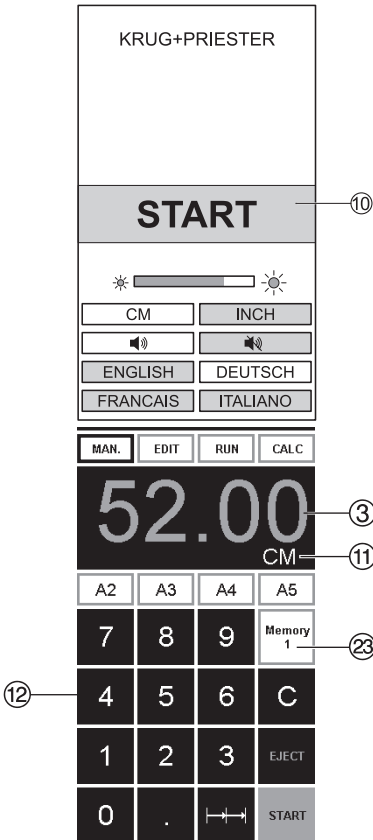 KRUG+PRIESTER
START ⑩
CM INCH
ENGLISH DEUTSCH
FRANCAIS ITALIANO
MAN. EDIT RUN CALC
52.00 ③
CM ⑪
A2 A3 A4 A5
7 8 9 Memory 1 ㉓
⑫ 4 5 6 C
1 2 3 EJECT
0 . START